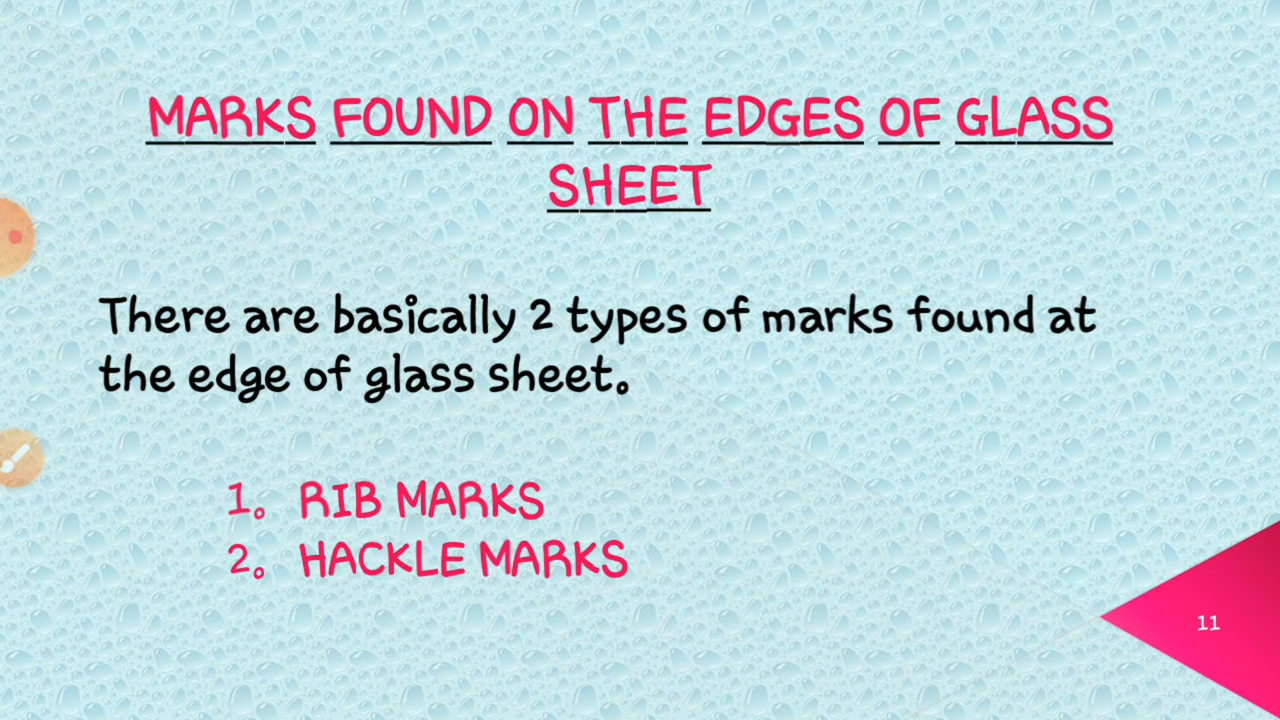 MARKS FOUND ON THE EDGES OF GLASS
SHEET
There are basically 2 types of marks found at
the edge of glass sheet.
1. RIB MARKS
2. HACKLE MARKS
11